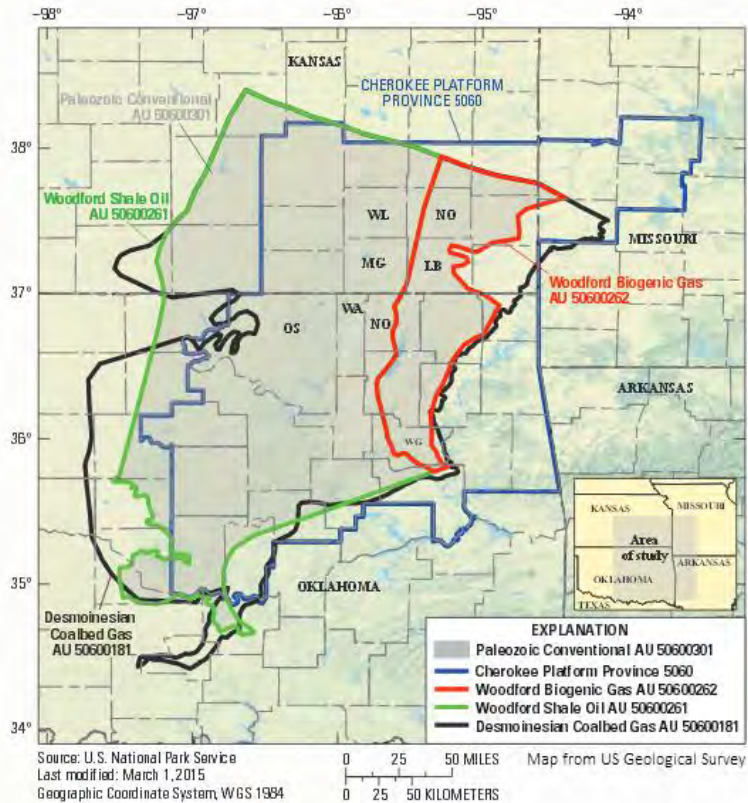 –98° –97° –96° –95° –94°
KANSAS
Paleozoic Conventional
AU 50600301
CHEROKEE PLATFORM
PROVINCE 5060
38°
Woodford Shale Oil
AU 50600261
WL
NO
MISSOURI
MG
LB
Woodford Biogenic Gas
AU 50600262
37°
OS
WA
NO
ARKANSAS
36°
WG
35°
OKLAHOMA
Desmoinesian
Coalbed Gas
AU 50600181
34°
KANSAS
MISSOURI
Area
of study
OKLAHOMA
ARKANSAS
TEXAS
EXPLANATION
Paleozoic Conventional AU 50600301
Cherokee Platform Province 5060
Woodford Biogenic Gas AU 50600262
Woodford Shale Oil AU 50600261
Desmoinesian Coalbed Gas AU 50600181
Source: U.S. National Park Service
Last modified: March 1, 2015
Geographic Coordinate System, WGS 1984
0 25 50 MILES
0 25 50 KILOMETERS
Map from US Geological Survey